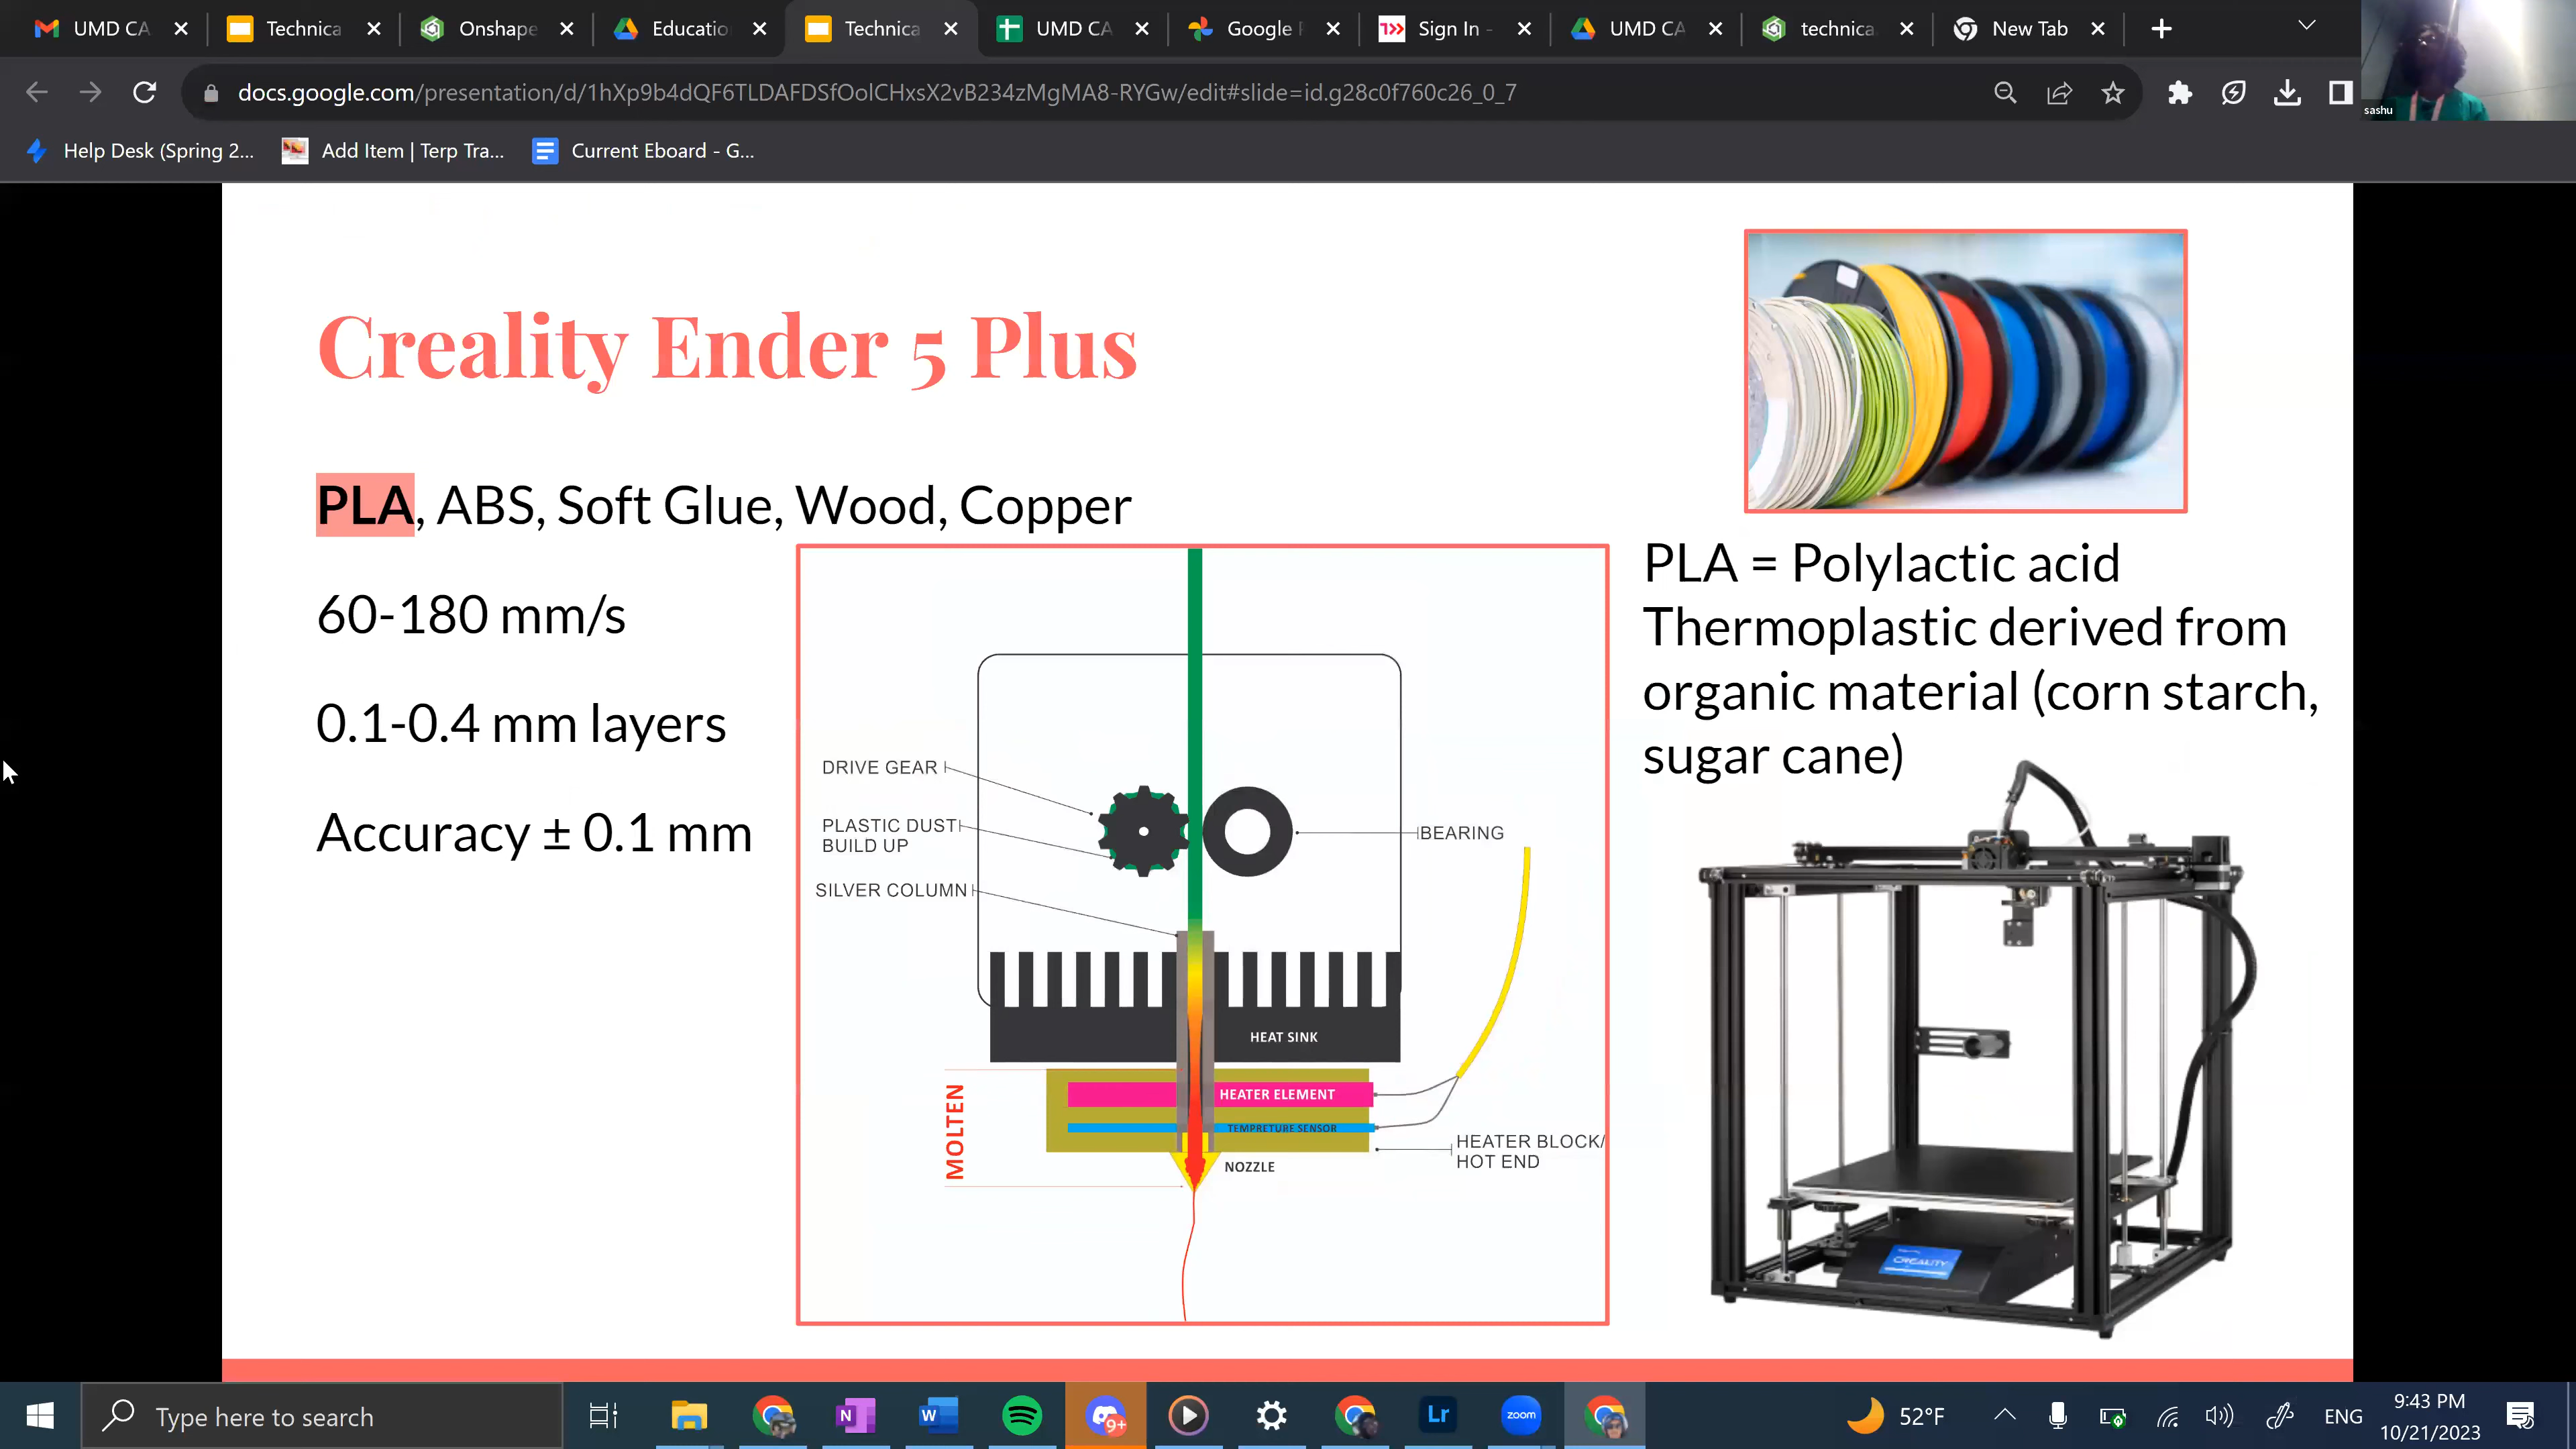 UMD CA
Technica
Onshape
Educatio
Technica
UMD CA
Google F
Sign In -
UMD CA
technica
New Tab
docs.google.com/presentation/d/1hXp9b4dQF6TLDAFDSfOolCHxsX2vB234zMgMA8-RYGw/edit#slide=id.g28c0f760c26_0_7
sashu
Help Desk (Spring 2...
Add Item | Terp Tra...
Current Eboard - G...
Creality Ender 5 Plus
PLA, ABS, Soft Glue, Wood, Copper
60-180 mm/s
0.1-0.4 mm layers
Accuracy ± 0.1 mm
DRIVE GEAR
PLASTIC DUST
BUILD UP
SILVER COLUMN
BEARING
HEAT SINK
MOLTEN
HEATER ELEMENT
TEMPRETURE SENSOR
NOZZLE
HEATER BLOCK/
HOT END
PLA = Polylactic acid
Thermoplastic derived from
organic material (corn starch,
sugar cane)
CREALITY
Type here to search
N
W
9+
Lr
zoom
52°F
ENG
9:43 PM
10/21/2023